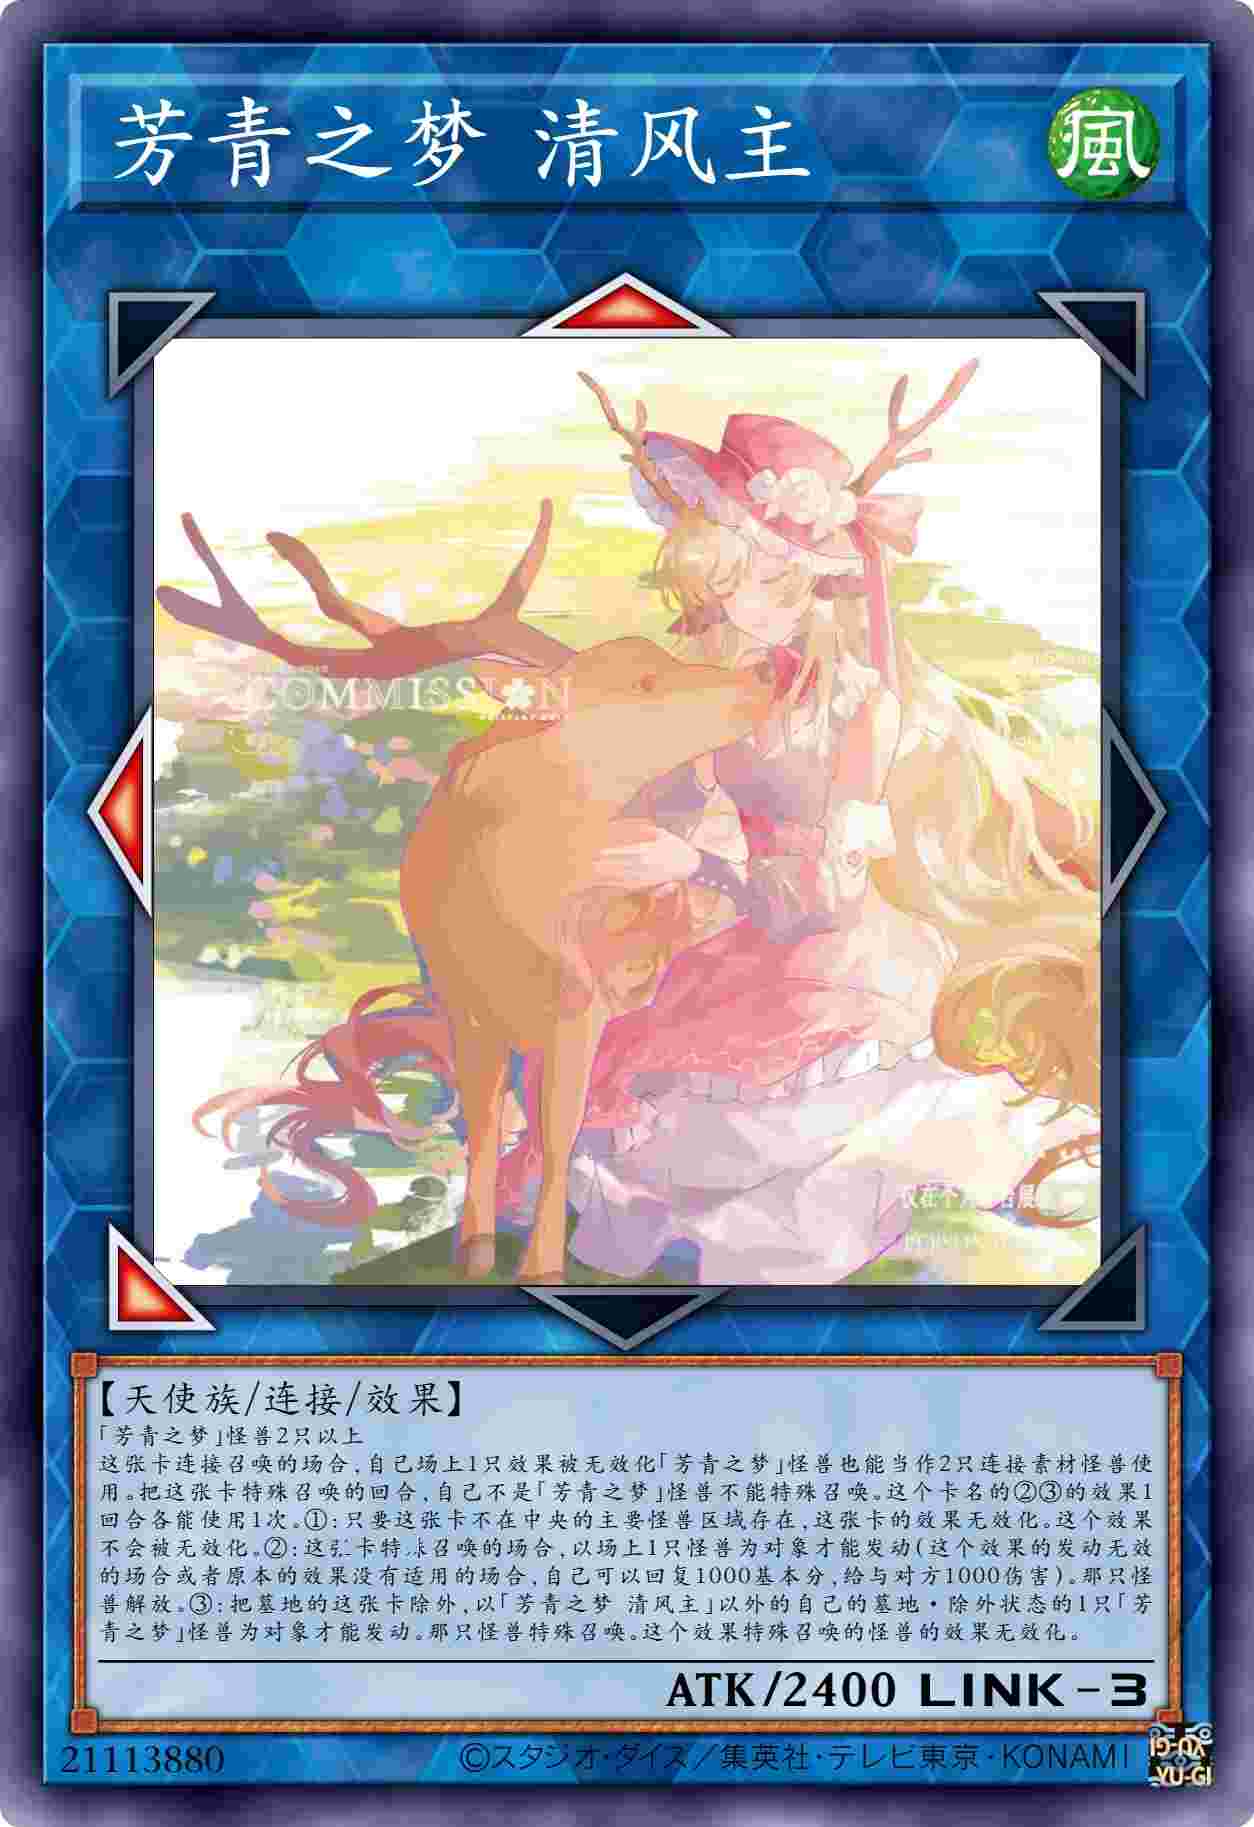 芳青之梦 清风主
風
COMMISSION
【天使族/连接/效果】
「芳青之梦」怪兽2只以上
这张卡连接召唤的场合,自己场上1只效果被无效化「芳青之梦」怪兽也能当作2只连接素材怪兽使
用。把这张卡特殊召唤的回合,自己不是「芳青之梦」怪兽不能特殊召唤。这个卡名的②③的效果1
回合各能使用1次。①:只要这张卡不在中央的主要怪兽区域存在,这张卡的效果无效化。这个效果
不会被无效化。②:这张卡特殊召唤的场合,以场上1只怪兽为对象才能发动(这个效果的发动无效
的场合或者原本的效果没有适用的场合,自己可以回复1000基本分,给与对方1000伤害)。那只怪
兽解放。③:把墓地的这张卡除外,以「芳青之梦 清风主」以外的自己的墓地·除外状态的1只「芳
青之梦」怪兽为对象才能发动。那只怪兽特殊召唤。这个效果特殊召唤的怪兽的效果无效化。
ATK/2400 LINK-3
21113880
©スタジオ·ダイス／集英社·テレビ東京·KONAMI
YU-GI